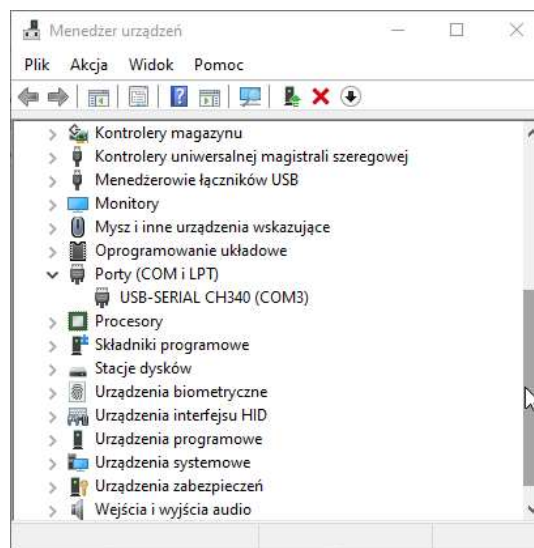 Menedżer urządzeń
Plik Akcja Widok Pomoc
Kontrolery magazynu
Kontrolery uniwersalnej magistrali szeregowej
Menedżerowie łączników USB
Monitory
Mysz i inne urządzenia wskazujące
Oprogramowanie układowe
Porty (COM i LPT)
USB-SERIAL CH340 (COM3)
Procesory
Składniki programowe
Stacje dysków
Urządzenia biometryczne
Urządzenia interfejsu HID
Urządzenia programowe
Urządzenia systemowe
Urządzenia zabezpieczeń
Wejścia i wyjścia audio